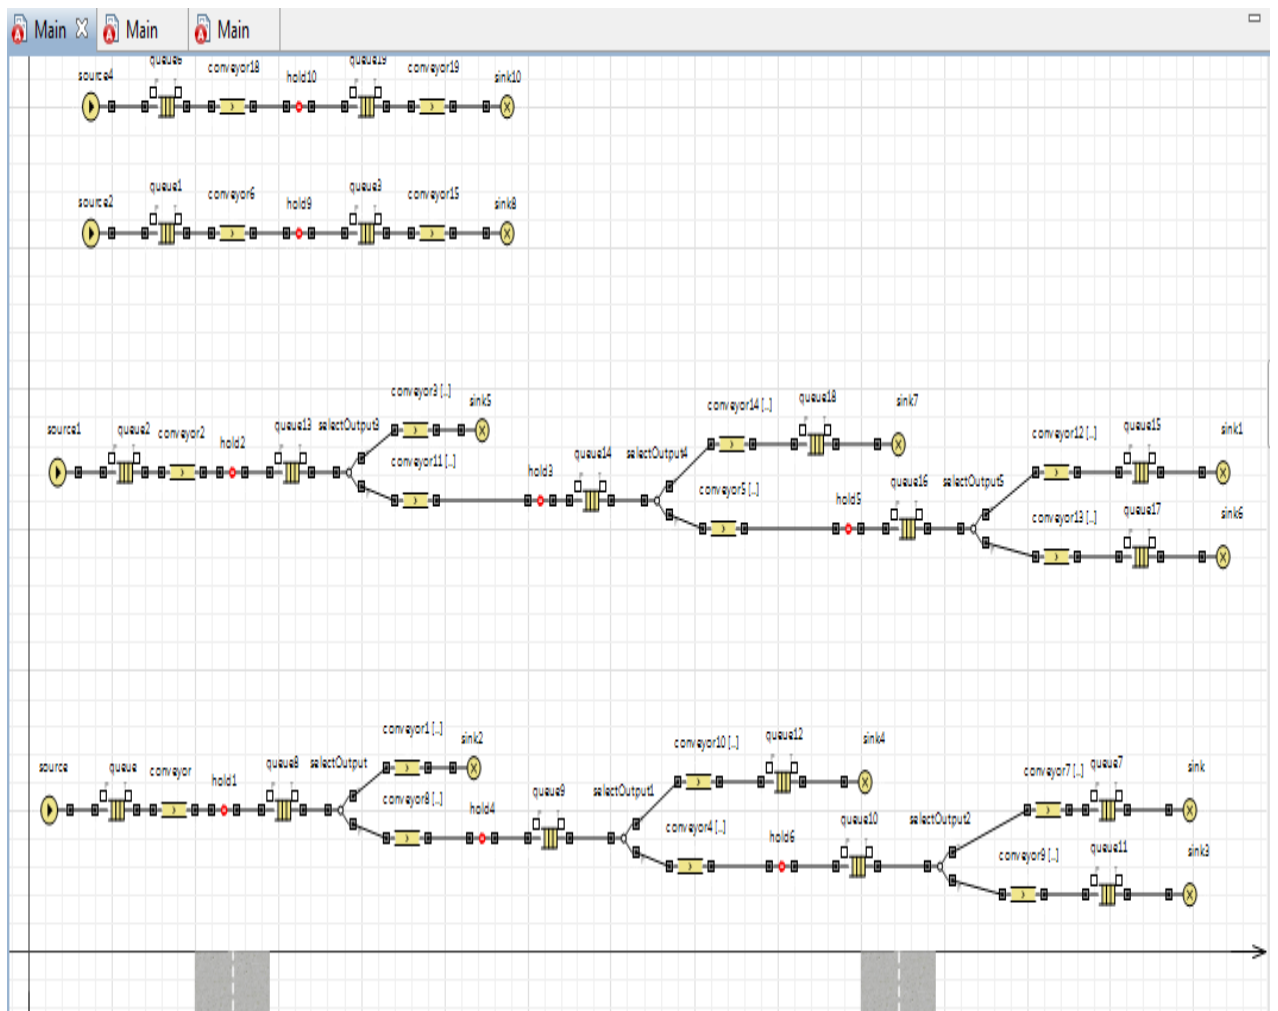 Main Main Main
source4 queue6 conveyor18 hold10 queue19 conveyor19 sink10
source2 queue1 conveyor6 hold9 queue3 conveyor15 sink8
conveyor3 [..] sink5 conveyor14 [..] queue18 sink7
source1 queue2 conveyor2 hold2 queue13 selectOutput3 conveyor12 [..] queue15 sink1
conveyor11 [..] hold3 queue14 selectOutput4 conveyor5 [..] hold5 queue16 selectOutput5
conveyor13 [..] queue17 sink6
conveyor1 [..] sink2 conveyor10 [..] queue12 sink4
source queue conveyor hold1 queue8 selectOutput conveyor7 [..] queue7 sink
conveyor8 [..] hold4 queue9 selectOutput1 conveyor4 [..] hold6 queue10 selectOutput2
conveyor9 [..] queue11 sink3